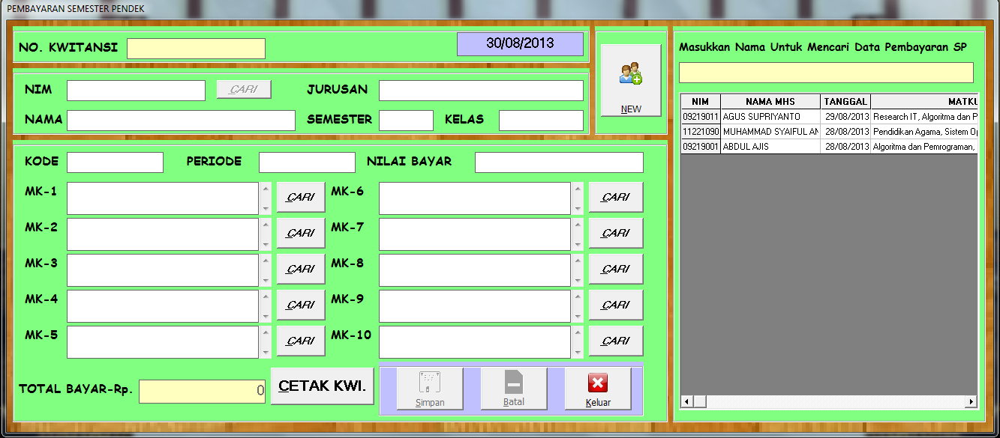 PEMBAYARAN SEMESTER PENDEK
NO. KWITANSI
30/08/2013
NIM
CARI
JURUSAN
NAMA
SEMESTER
KELAS
NEW
KODE
PERIODE
NILAI BAYAR
MK-1
CARI
MK-6
CARI
MK-2
CARI
MK-7
CARI
MK-3
CARI
MK-8
CARI
MK-4
CARI
MK-9
CARI
MK-5
CARI
MK-10
CARI
TOTAL BAYAR-Rp. 0
CETAK KWI.
Simpan
Batal
Keluar
Masukkan Nama Untuk Mencari Data Pembayaran SP
NIM NAMA MHS TANGGAL MATKU
09219011 AGUS SUPRIYANTO 29/08/2013 Research IT, Algoritma dan P
11221090 MUHAMMAD SYAIFUL AN 28/08/2013 Pendidikan Agama, Sistem Op
09219001 ABDUL AJIS 28/08/2013 Algoritma dan Pemrograman,